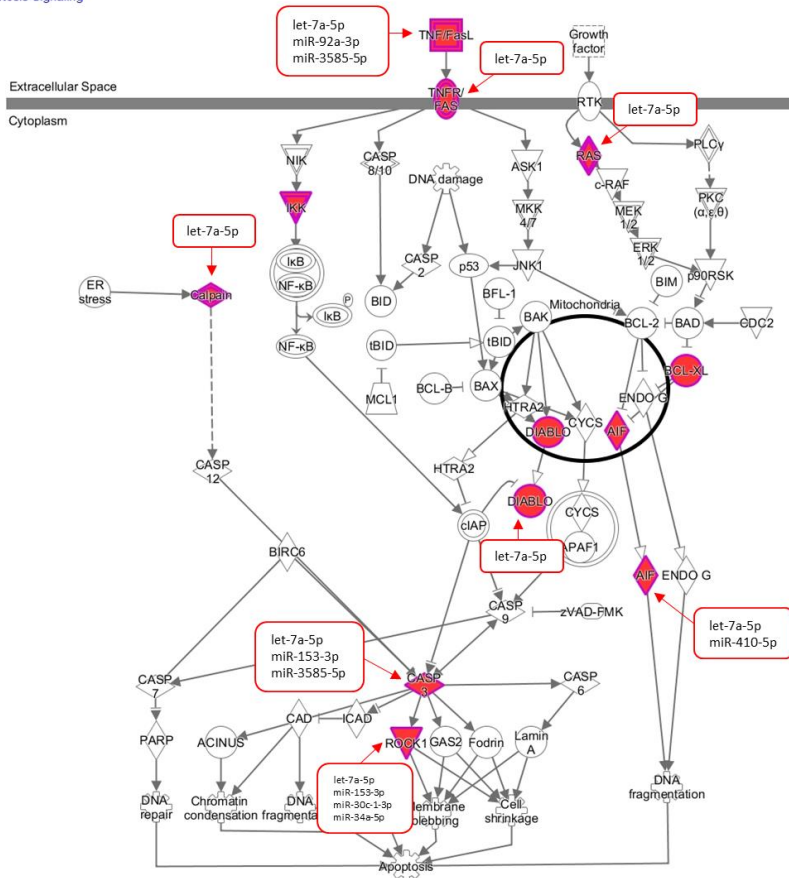 let-7a-5p
miR-92a-3p
miR-3585-5p
TNF/FasL
Growth
factor
let-7a-5p
Extracellular Space
TNFR/
FAS
RTK
let-7a-5p
Cytoplasm
NIK
CASP
8/10
DNA damage
ASK1
RAS
PLCγ
c-RAF
IKK
MKK
4/7
MEK
1/2
PKC
(α,ε,θ)
let-7a-5p
ERK
1/2
IκB
CASP
2
p53
JNK1
p90RSK
ER
stress
Calpain
NF-κB
BID
BFL-1
Mitochondria
BIM
P
IκB
BAK
BCL-2
BAD
CDC2
NF-κB
tBID
tBID
BCL-XL
MCL1
BCL-B
BAX
ENDO G
HTRA2
DIABLO
CYCS
AIF
CASP
12
HTRA2
DIABLO
CYCS
cIAP
APAF1
BIRC6
let-7a-5p
AIF
ENDO G
CASP
9
zVAD-FMK
let-7a-5p
miR-410-5p
let-7a-5p
miR-153-3p
miR-3585-5p
CASP
7
CASP
3
CASP
6
CAD
ICAD
PARP
ACINUS
ROCK1
GAS2
Fodrin
Lamin
A
let-7a-5p
miR-153-3p
miR-30c-1-3p
miR-34a-5p
DNA
repair
Chromatin
condensation
DNA
fragmentat
embrane
lebbing
Cell
shrinkage
DNA
fragmentation
Apoptosis